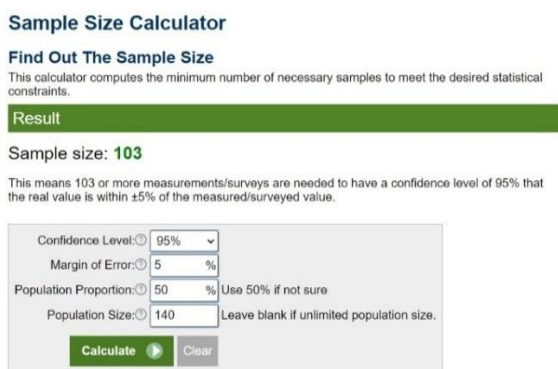 Sample Size Calculator
Find Out The Sample Size
This calculator computes the minimum number of necessary samples to meet the desired statistical
constraints.
Result
Sample size: 103
This means 103 or more measurements/surveys are needed to have a confidence level of 95% that
the real value is within ±5% of the measured/surveyed value.
Confidence Level:? 95%
Margin of Error:? 5 %
Population Proportion:? 50 % Use 50% if not sure
Population Size:? 140 Leave blank if unlimited population size.
Calculate Clear